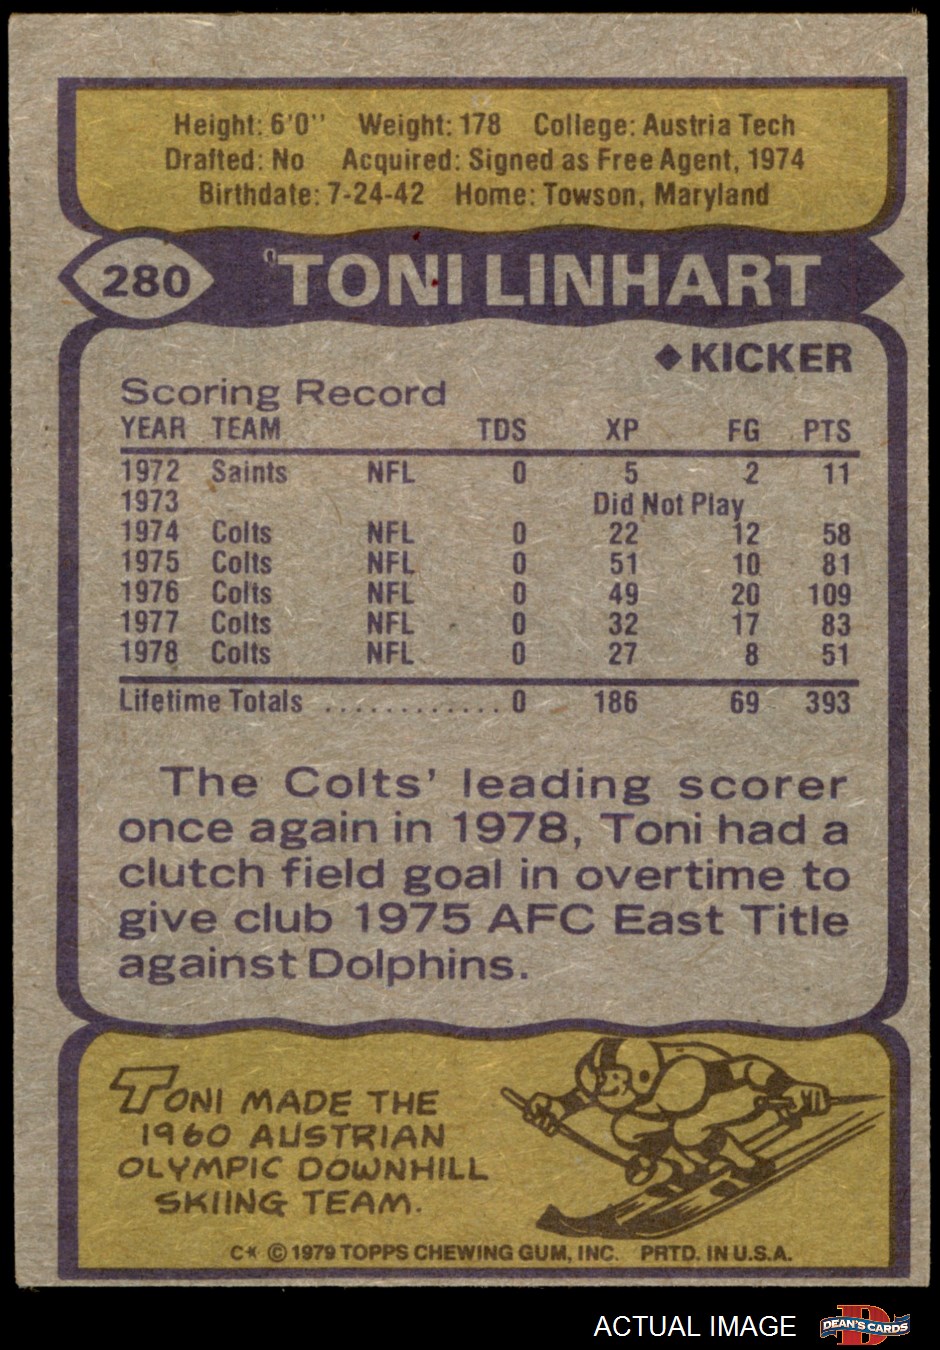 Height: 6'0" Weight: 178 College: Austria Tech
Drafted: No Acquired: Signed as Free Agent, 1974
Birthdate: 7-24-42 Home: Towson, Maryland
280 TONI LINHART
◆ KICKER
Scoring Record
YEAR TEAM TDS XP FG PTS
1972 Saints NFL 0 5 2 11
1973 Did Not Play
1974 Colts NFL 0 22 12 58
1975 Colts NFL 0 51 10 81
1976 Colts NFL 0 49 20 109
1977 Colts NFL 0 32 17 83
1978 Colts NFL 0 27 8 51
Lifetime Totals ............. 0 186 69 393
The Colts' leading scorer
once again in 1978, Toni had a
clutch field goal in overtime to
give club 1975 AFC East Title
against Dolphins.
TONI MADE THE
1960 AUSTRIAN
OLYMPIC DOWNHILL
SKIING TEAM.
C* © 1979 TOPPS CHEWING GUM, INC. PRTD. IN U.S.A.
ACTUAL IMAGE
D
DEAN'S CARDS